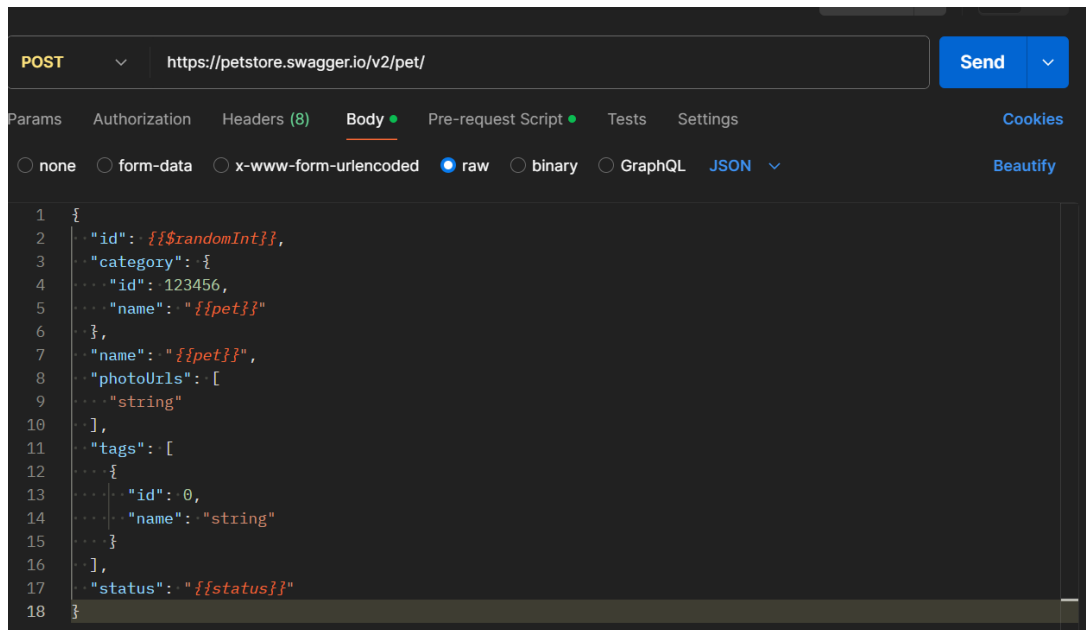 POST https://petstore.swagger.io/v2/pet/ Send
Params Authorization Headers (8) Body Pre-request Script Tests Settings Cookies
none form-data x-www-form-urlencoded raw binary GraphQL JSON Beautify
1 {
2 "id": {{$randomInt}},
3 "category": {
4 "id": 123456,
5 "name": "{{pet}}"
6 },
7 "name": "{{pet}}",
8 "photoUrls": [
9 "string"
10 ],
11 "tags": [
12 {
13 "id": 0,
14 "name": "string"
15 }
16 ],
17 "status": "{{status}}"
18 }